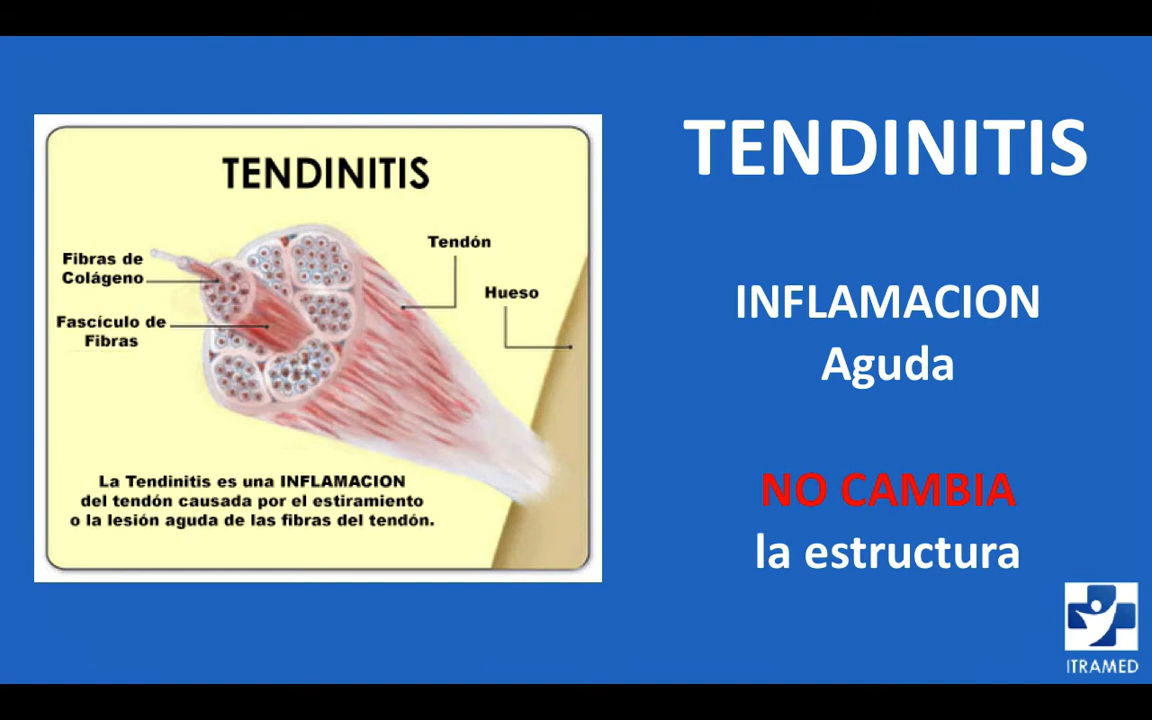 TENDINITIS
Fibras de
Colágeno
Fascículo de
Fibras
Tendón
Hueso
La Tendinitis es una INFLAMACION
del tendón causada por el estiramiento
o la lesión aguda de las fibras del tendón.
TENDINITIS
INFLAMACION
Aguda
NO CAMBIA
la estructura
ITRAMED